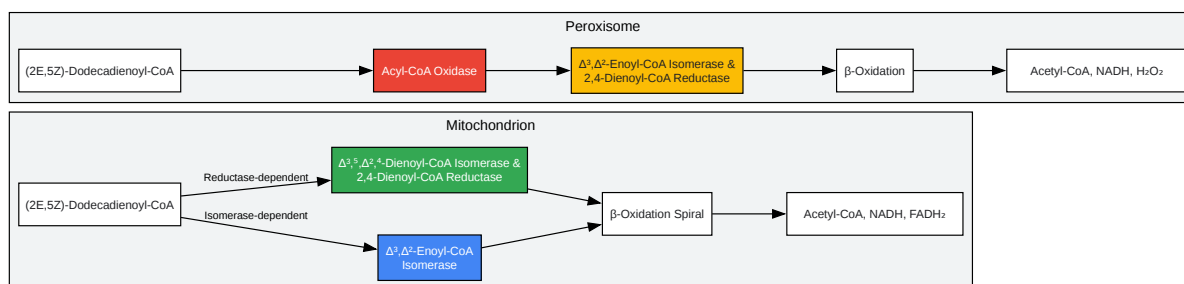 Peroxisome
(2E,5Z)-Dodecadienoyl-CoA
Acyl-CoA Oxidase
Δ³,Δ²-Enoyl-CoA Isomerase &
2,4-Dienoyl-CoA Reductase
β-Oxidation
Acetyl-CoA, NADH, H₂O₂
Mitochondrion
(2E,5Z)-Dodecadienoyl-CoA
Reductase-dependent
Isomerase-dependent
Δ³,⁵,Δ²,⁴-Dienoyl-CoA Isomerase &
2,4-Dienoyl-CoA Reductase
Δ³,Δ²-Enoyl-CoA
Isomerase
β-Oxidation Spiral
Acetyl-CoA, NADH, FADH₂